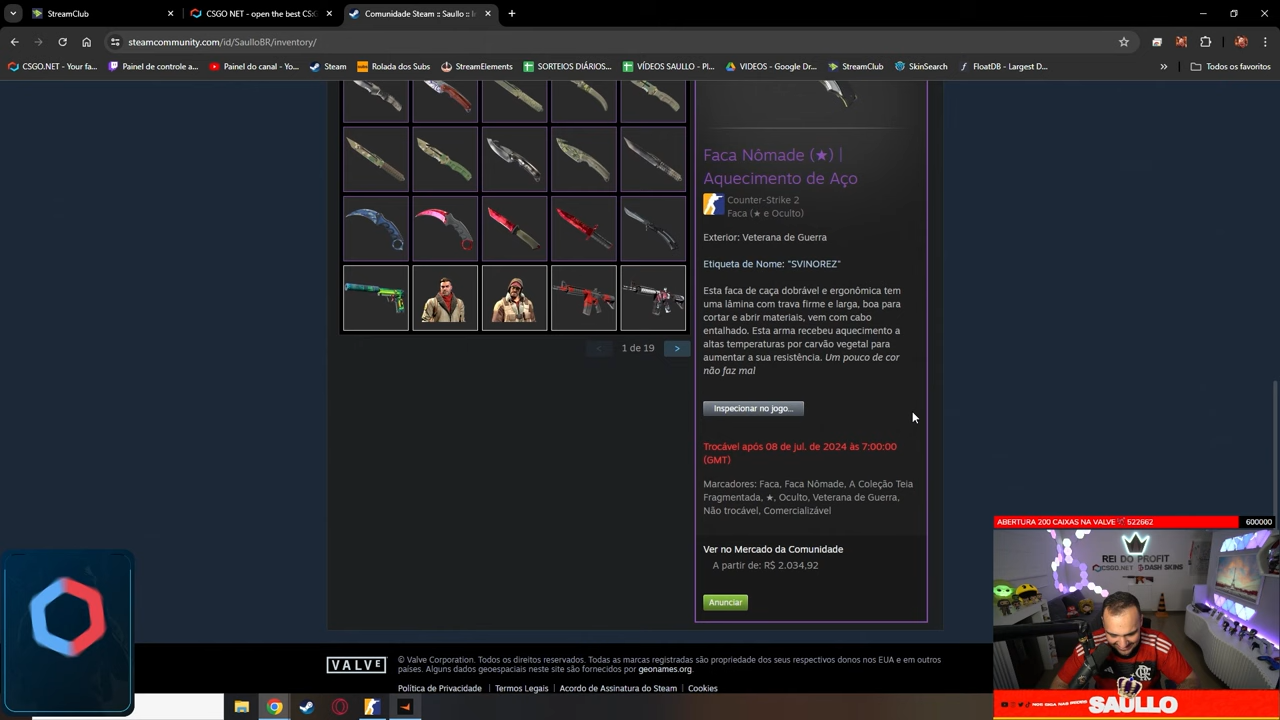 StreamClub
CSGO NET - open the best CS:G
Comunidade Steam :: Saullo :: I
steamcommunity.com/id/SaulloBR/inventory/
CSGO.NET - Your fa...
Painel de controle a...
Painel do canal - Yo...
Steam
Rolada dos Subs
StreamElements
SORTEIOS DIÁRIOS...
VÍDEOS SAULLO - Pl...
VIDEOS - Google Dr...
StreamClub
SkinSearch
FloatDB - Largest D...
Todos os favoritos
Faca Nômade (★) |
Aquecimento de Aço
Counter-Strike 2
Faca (★ e Oculto)
Exterior: Veterana de Guerra
Etiqueta de Nome: "SVINOREZ"
Esta faca de caça dobrável e ergonômica tem
uma lâmina com trava firme e larga, boa para
cortar e abrir materiais, vem com cabo
entalhado. Esta arma recebeu aquecimento a
altas temperaturas por carvão vegetal para
aumentar a sua resistência. Um pouco de cor
não faz mal
< 1 de 19 >
Inspecionar no jogo...
Trocável após 08 de jul. de 2024 às 7:00:00
(GMT)
Marcadores: Faca, Faca Nômade, A Coleção Teia
Fragmentada, ★, Oculto, Veterana de Guerra,
Não trocável, Comercializável
Ver no Mercado da Comunidade
A partir de: R$ 2.034,92
Anunciar
ABERTURA 200 CAIXAS NA VALVE 522662
600000
REI DO PROFIT
CSGO.NET DASH SKINS
SAULLO
VALVE
© Valve Corporation. Todos os direitos reservados. Todas as marcas registradas são propriedade dos seus respectivos donos nos EUA e em outros
países. Alguns dados geoespaciais neste site são fornecidos por geonames.org.
Política de Privacidade | Termos Legais | Acordo de Assinatura do Steam | Cookies